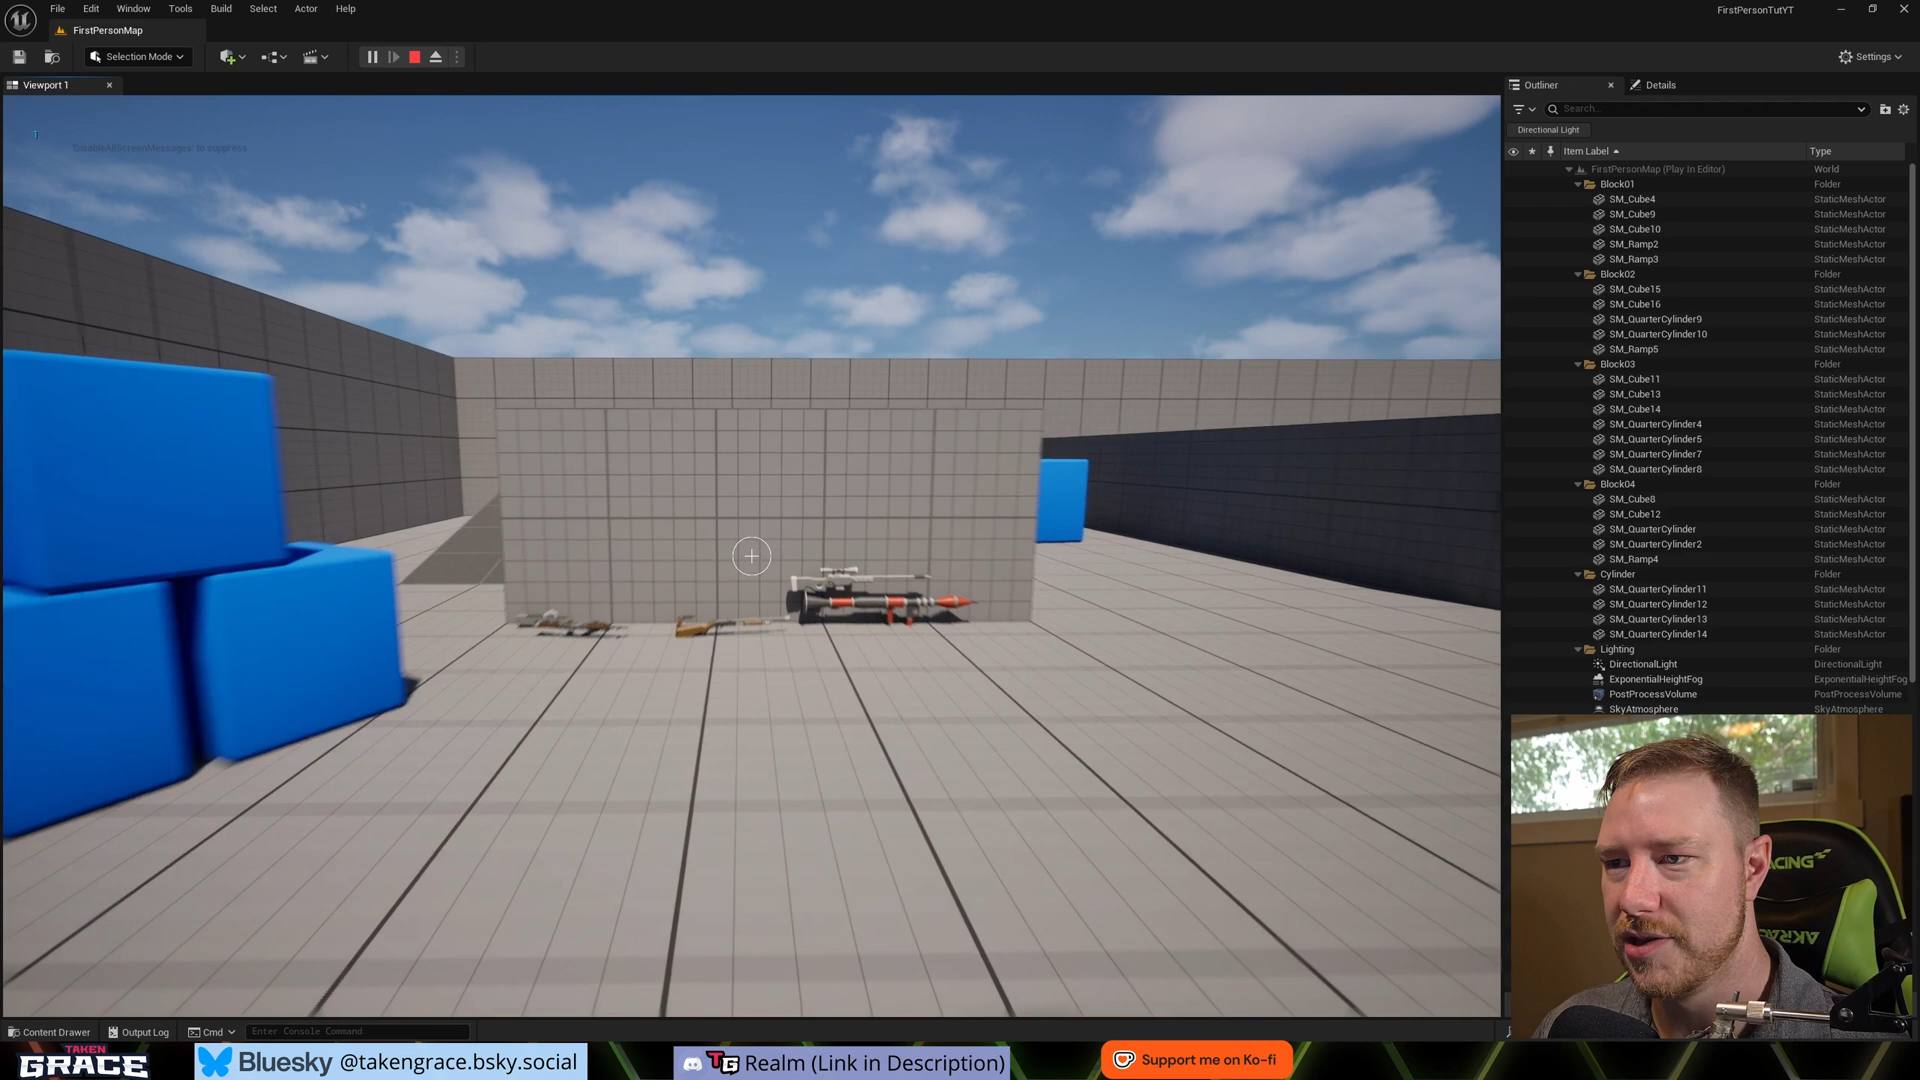 File Edit Window Tools Build Select Actor Help
FirstPersonTutYT
FirstPersonMap
Selection Mode
Settings
Viewport 1
Outliner
Details
1
'DisableAllScreenMessages' to suppress
Search...
Directional Light
Item Label Type
FirstPersonMap (Play In Editor) World
Block01 Folder
SM_Cube4 StaticMeshActor
SM_Cube9 StaticMeshActor
SM_Cube10 StaticMeshActor
SM_Ramp2 StaticMeshActor
SM_Ramp3 StaticMeshActor
Block02 Folder
SM_Cube15 StaticMeshActor
SM_Cube16 StaticMeshActor
SM_QuarterCylinder9 StaticMeshActor
SM_QuarterCylinder10 StaticMeshActor
SM_Ramp5 StaticMeshActor
Block03 Folder
SM_Cube11 StaticMeshActor
SM_Cube13 StaticMeshActor
SM_Cube14 StaticMeshActor
SM_QuarterCylinder4 StaticMeshActor
SM_QuarterCylinder5 StaticMeshActor
SM_QuarterCylinder7 StaticMeshActor
SM_QuarterCylinder8 StaticMeshActor
Block04 Folder
SM_Cube8 StaticMeshActor
SM_Cube12 StaticMeshActor
SM_QuarterCylinder StaticMeshActor
SM_QuarterCylinder2 StaticMeshActor
SM_Ramp4 StaticMeshActor
Cylinder Folder
SM_QuarterCylinder11 StaticMeshActor
SM_QuarterCylinder12 StaticMeshActor
SM_QuarterCylinder13 StaticMeshActor
SM_QuarterCylinder14 StaticMeshActor
Lighting Folder
DirectionalLight DirectionalLight
ExponentialHeightFog ExponentialHeightFog
PostProcessVolume PostProcessVolume
SkyAtmosphere SkyAtmosphere
Content Drawer
Output Log
Cmd
Enter Console Command
TAKEN
GRACE
Bluesky @takengrace.bsky.social
TG Realm (Link in Description)
Support me on Ko-fi